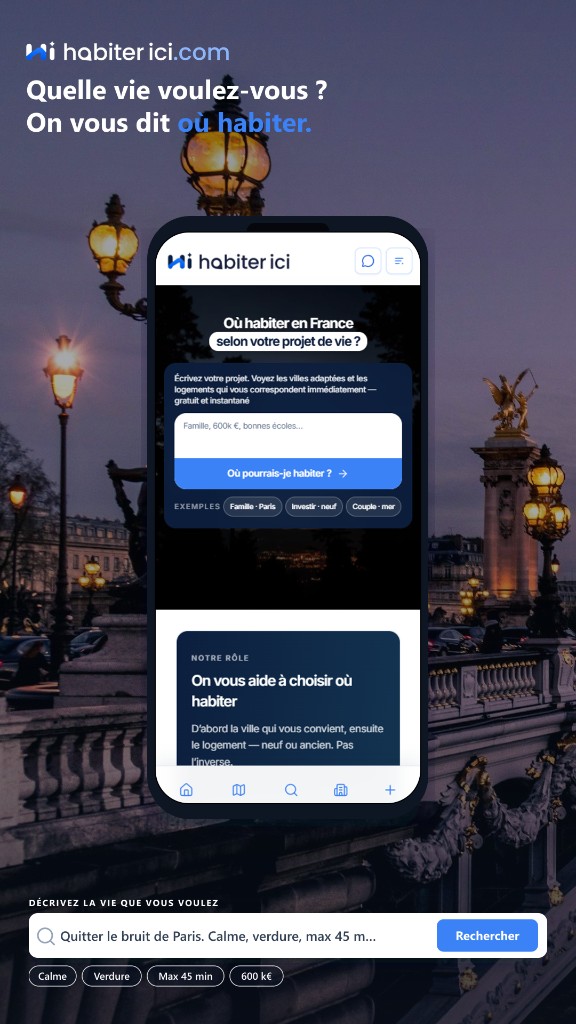 Hi habiter ici.com
Quelle vie voulez-vous ?
On vous dit où habiter.
Hi habiter ici
Où habiter en France
selon votre projet de vie ?
Écrivez votre projet. Voyez les villes adaptées et les
logements qui vous correspondent immédiatement —
gratuit et instantané
Famille, 600k €, bonnes écoles...
Où pourrais-je habiter ? →
EXEMPLES Famille · Paris Investir · neuf Couple · mer
NOTRE RÔLE
On vous aide à choisir où
habiter
D'abord la ville qui vous convient, ensuite
le logement — neuf ou ancien. Pas
l'inverse.
DÉCRIVEZ LA VIE QUE VOUS VOULEZ
Quitter le bruit de Paris. Calme, verdure, max 45 m...
Rechercher
Calme Verdure Max 45 min 600 k€